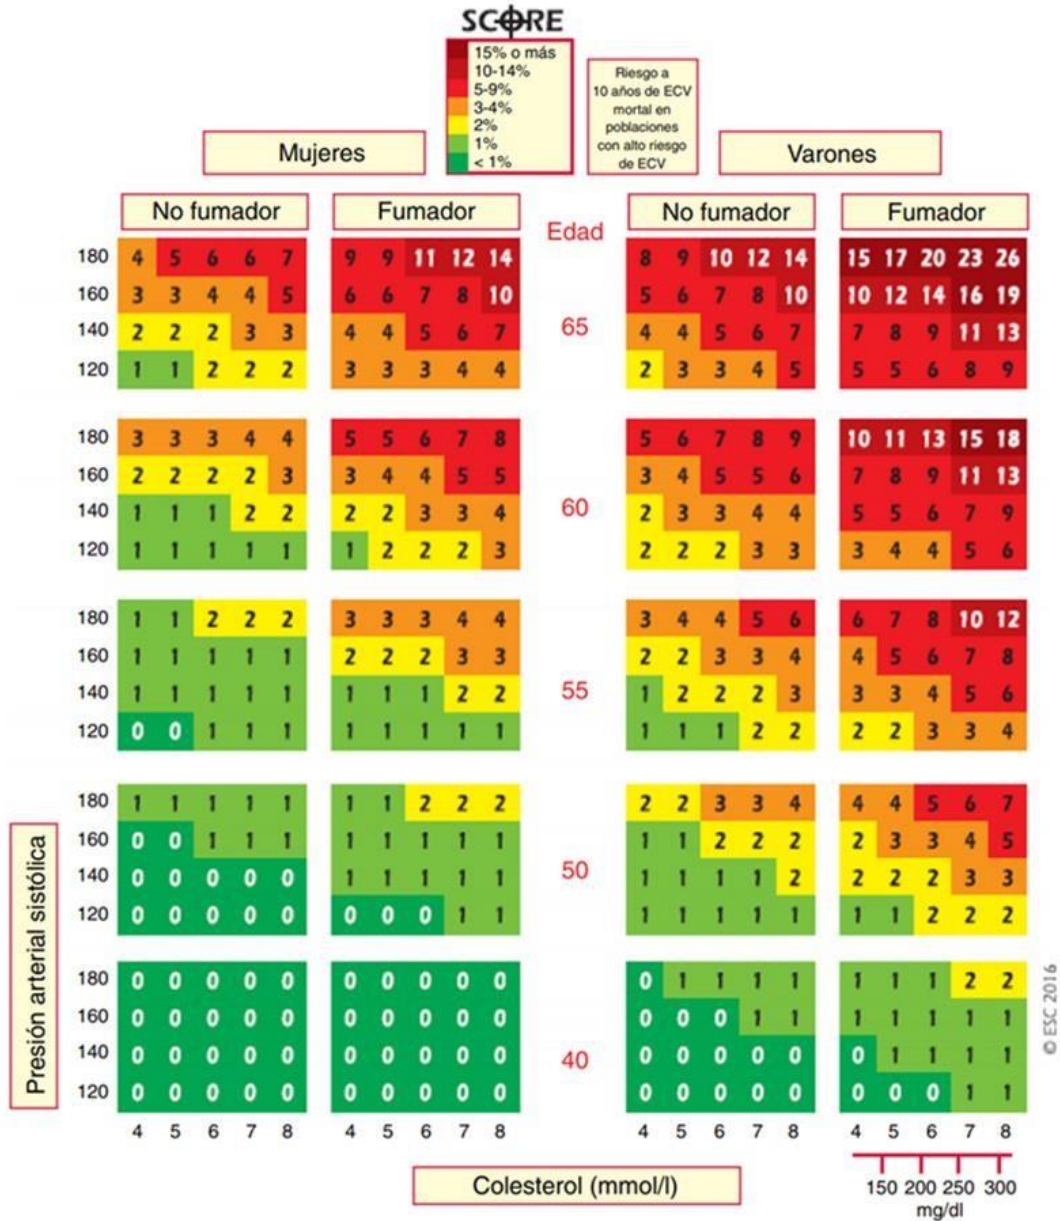 SCORE
15% o más
10-14%
5-9%
3-4%
2%
1%
< 1%
Riesgo a
10 años de ECV
mortal en
poblaciones
con alto riesgo
de ECV
Mujeres
Varones
No fumador
Fumador
Edad
No fumador
Fumador
180 4 5 6 6 7 9 9 11 12 14 8 9 10 12 14 15 17 20 23 26
160 3 3 4 4 5 6 6 7 8 10 5 6 7 8 10 10 12 14 16 19
65
140 2 2 2 3 3 4 4 5 6 7 4 4 5 6 7 7 8 9 11 13
120 1 1 2 2 2 3 3 3 4 4 2 3 3 4 5 5 5 6 8 9
180 3 3 3 4 4 5 5 6 7 8 5 6 7 8 9 10 11 13 15 18
160 2 2 2 2 3 3 4 4 5 5 3 4 5 5 6 7 8 9 11 13
60
140 1 1 1 2 2 2 2 3 3 4 2 3 3 4 4 5 5 6 7 9
120 1 1 1 1 1 1 2 2 2 3 2 2 2 3 3 3 4 4 5 6
180 1 1 2 2 2 3 3 3 4 4 3 4 4 5 6 6 7 8 10 12
160 1 1 1 1 1 2 2 2 3 3 2 2 3 3 4 4 5 6 7 8
55
140 1 1 1 1 1 1 1 1 2 2 1 2 2 2 3 3 3 4 5 6
120 0 0 1 1 1 1 1 1 1 1 1 1 1 2 2 2 2 3 3 4
180 1 1 1 1 1 1 1 2 2 2 2 2 3 3 4 4 4 5 6 7
160 0 0 1 1 1 1 1 1 1 1 1 1 2 2 2 2 3 3 4 5
50
140 0 0 0 0 0 1 1 1 1 1 1 1 1 1 2 2 2 2 3 3
120 0 0 0 0 0 0 0 0 1 1 1 1 1 1 1 1 1 2 2 2
180 0 0 0 0 0 0 0 0 0 0 0 1 1 1 1 1 1 1 2 2
160 0 0 0 0 0 0 0 0 0 0 0 0 0 1 1 1 1 1 1 1
40
140 0 0 0 0 0 0 0 0 0 0 0 0 0 0 0 0 1 1 1 1
120 0 0 0 0 0 0 0 0 0 0 0 0 0 0 0 0 0 0 1 1
4 5 6 7 8 4 5 6 7 8 4 5 6 7 8 4 5 6 7 8
Presión arterial sistólica
Colesterol (mmol/l)
150 200 250 300
mg/dl
© ESC 2016